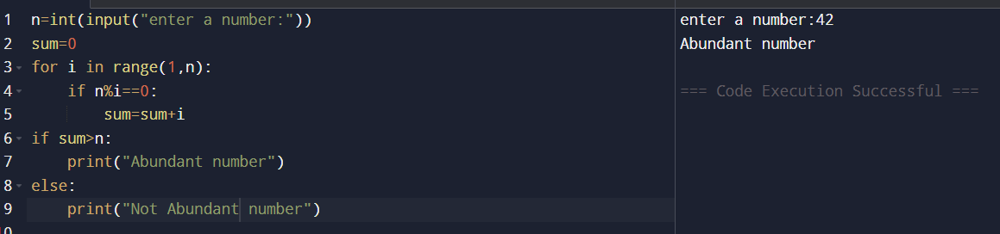 1 n=int(input("enter a number:"))
2 sum=0
3 for i in range(1,n):
4 if n%i==0:
5 sum=sum+i
6 if sum>n:
7 print("Abundant number")
8 else:
9 print("Not Abundant number")
enter a number:42
Abundant number
=== Code Execution Successful ===